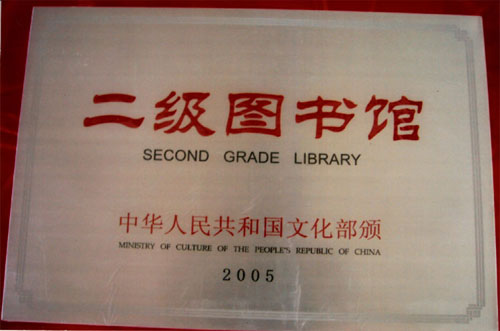 二级图书馆
SECOND GRADE LIBRARY
中华人民共和国文化部颁
MINISTRY OF CULTURE OF THE PEOPLE'S REPUBLIC OF CHINA
2005